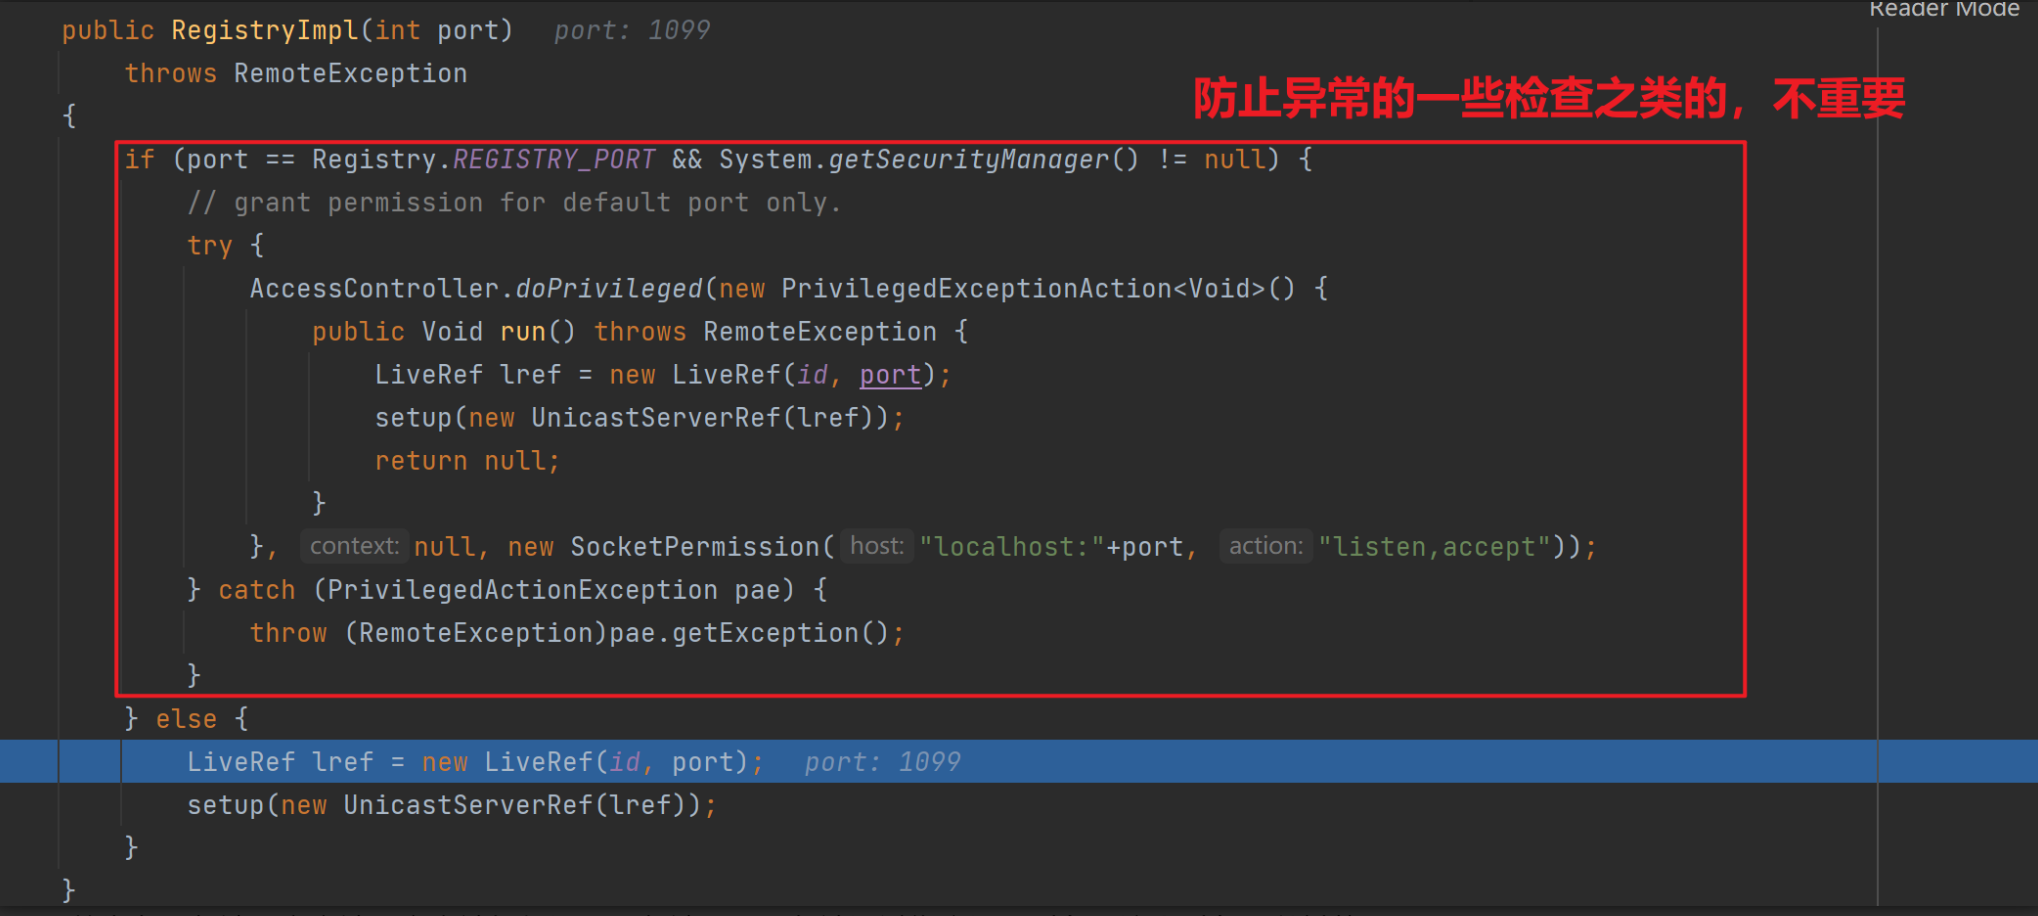 Reader Mode
public RegistryImpl(int port)   port: 1099
    throws RemoteException
防止异常的一些检查之类的，不重要
{
    if (port == Registry.REGISTRY_PORT && System.getSecurityManager() != null) {
        // grant permission for default port only.
        try {
            AccessController.doPrivileged(new PrivilegedExceptionAction<Void>() {
                public Void run() throws RemoteException {
                    LiveRef lref = new LiveRef(id, port);
                    setup(new UnicastServerRef(lref));
                    return null;
                }
            }, context: null, new SocketPermission( host: "localhost:"+port, action: "listen,accept"));
        } catch (PrivilegedActionException pae) {
            throw (RemoteException)pae.getException();
        }
    } else {
        LiveRef lref = new LiveRef(id, port);   port: 1099
        setup(new UnicastServerRef(lref));
    }
}